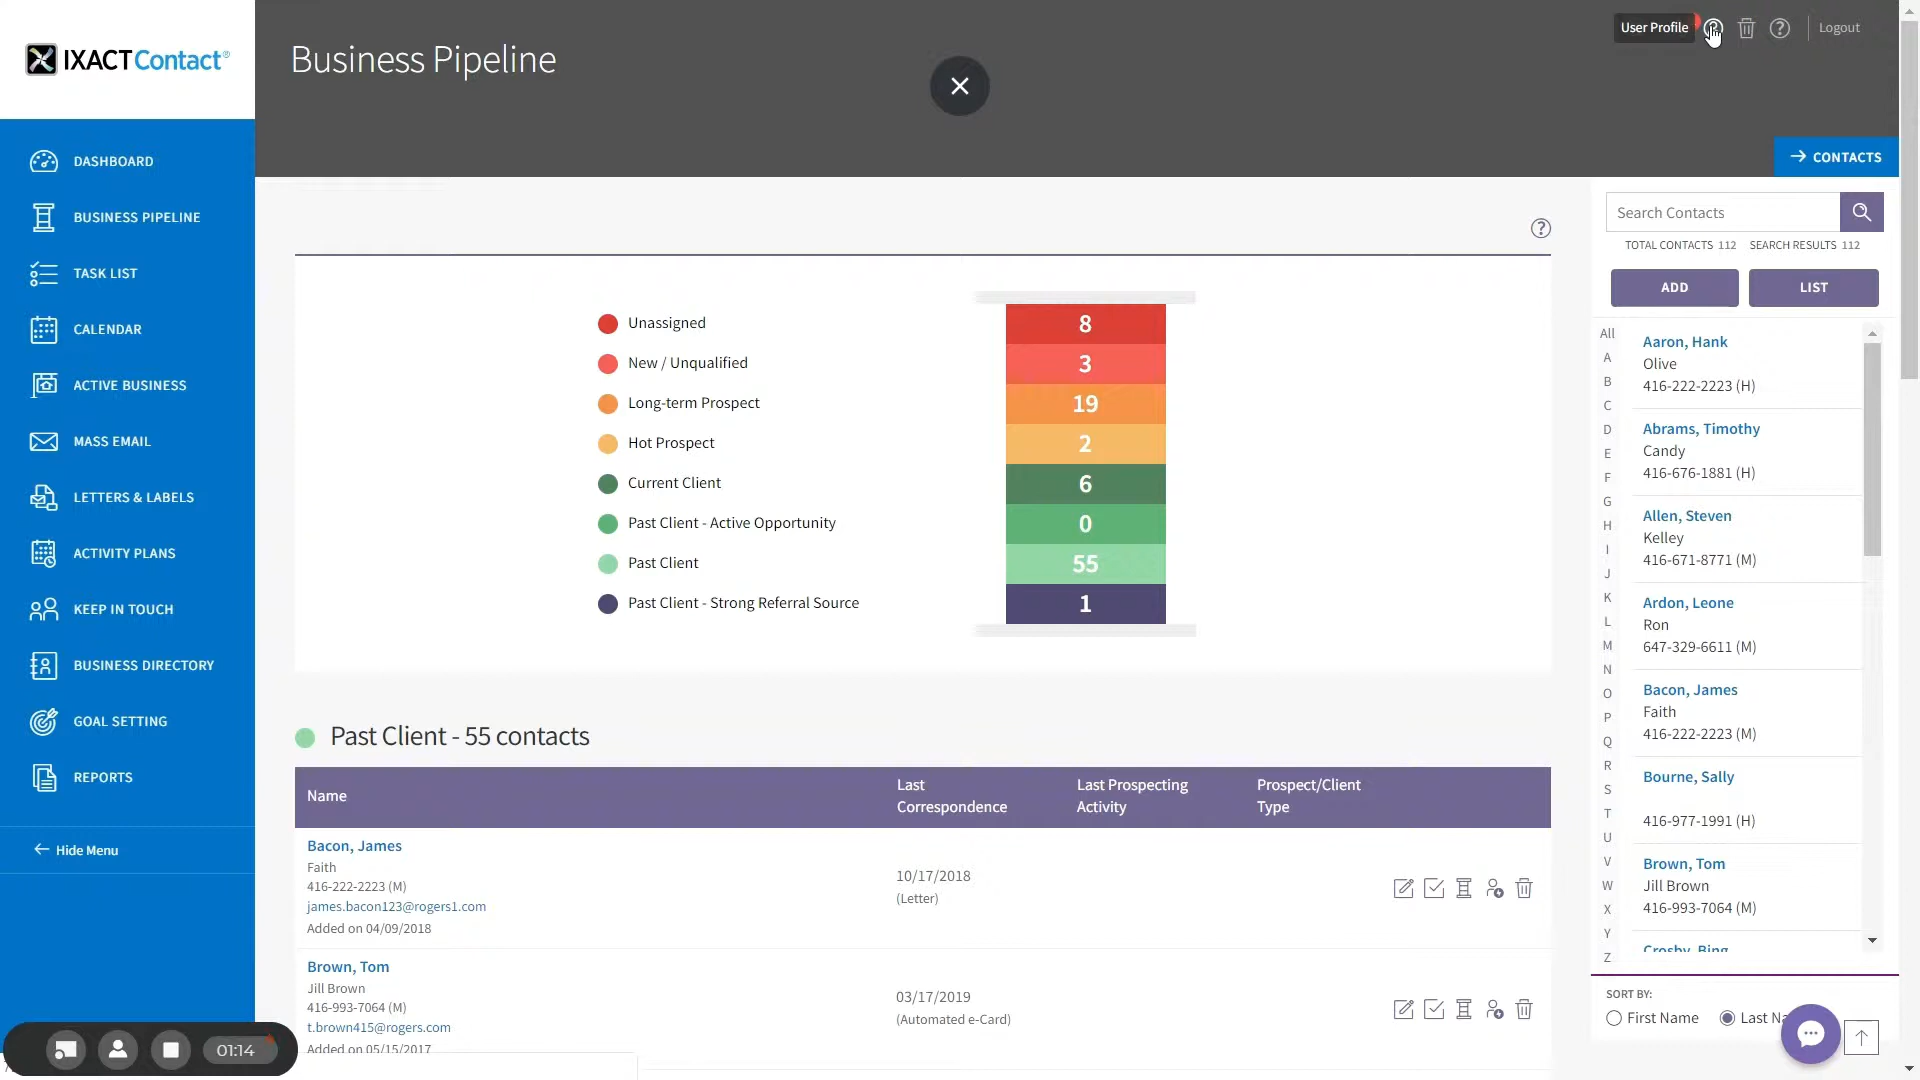 IXACTContact®
Business Pipeline
User Profile
Logout
CONTACTS
DASHBOARD
BUSINESS PIPELINE
TASK LIST
CALENDAR
ACTIVE BUSINESS
MASS EMAIL
LETTERS & LABELS
ACTIVITY PLANS
KEEP IN TOUCH
BUSINESS DIRECTORY
GOAL SETTING
REPORTS
Hide Menu
01:14
Unassigned 8
New / Unqualified 3
Long-term Prospect 19
Hot Prospect 2
Current Client 6
Past Client - Active Opportunity 0
Past Client 55
Past Client - Strong Referral Source 1
Past Client - 55 contacts
Name Last Correspondence Last Prospecting Activity Prospect/Client Type
Bacon, James
Faith
416-222-2223 (M)
james.bacon123@rogers1.com
Added on 04/09/2018
10/17/2018
(Letter)
Brown, Tom
Jill Brown
416-993-7064 (M)
t.brown415@rogers.com
Added on 05/15/2017
03/17/2019
(Automated e-Card)
Search Contacts
TOTAL CONTACTS 112 SEARCH RESULTS 112
ADD LIST
All
A
B
C
D
E
F
G
H
I
J
K
L
M
N
O
P
Q
R
S
T
U
V
W
X
Y
Z
Aaron, Hank
Olive
416-222-2223 (H)
Abrams, Timothy
Candy
416-676-1881 (H)
Allen, Steven
Kelley
416-671-8771 (M)
Ardon, Leone
Ron
647-329-6611 (M)
Bacon, James
Faith
416-222-2223 (M)
Bourne, Sally
416-977-1991 (H)
Brown, Tom
Jill Brown
416-993-7064 (M)
Crosby, Bing
SORT BY:
First Name Last Na